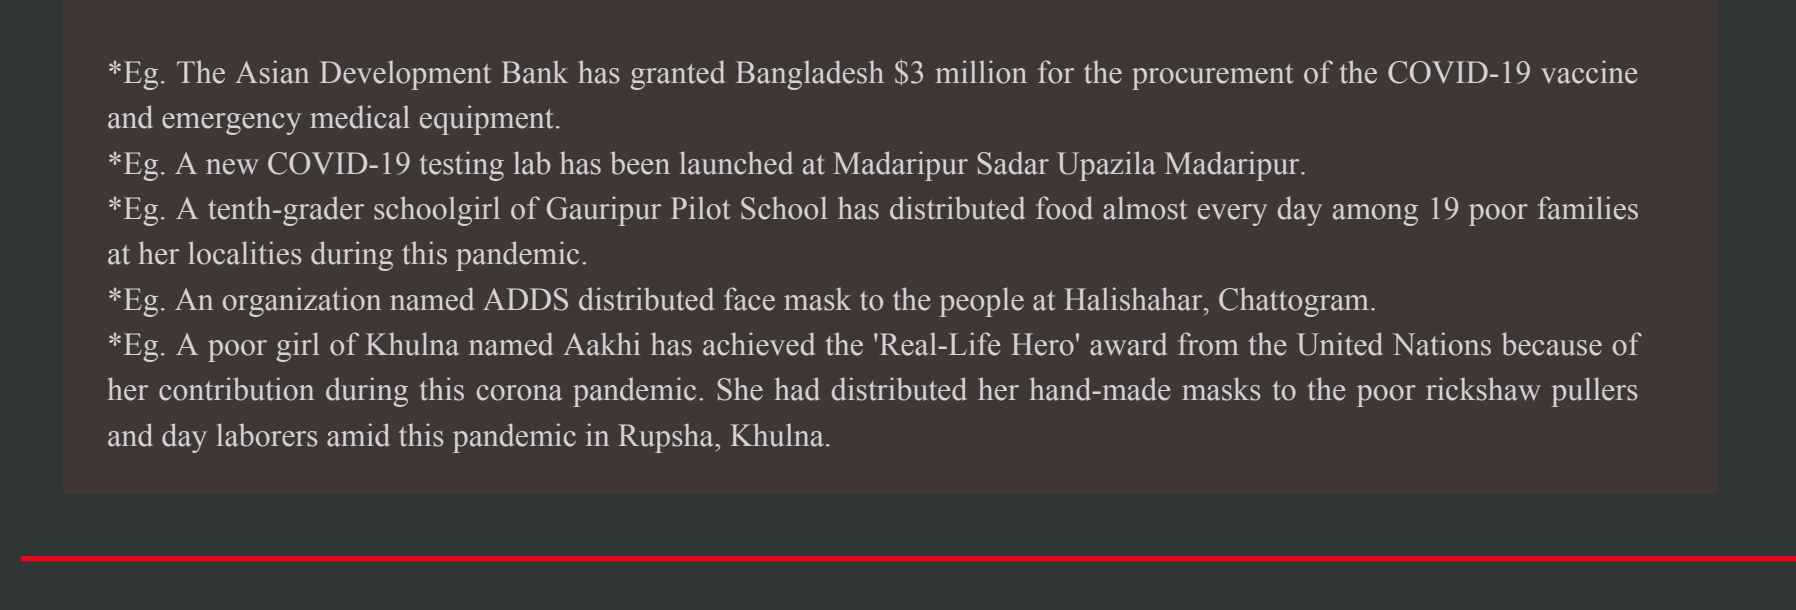 *Eg. The Asian Development Bank has granted Bangladesh $3 million for the procurement of the COVID-19 vaccine
and emergency medical equipment.
*Eg. A new COVID-19 testing lab has been launched at Madaripur Sadar Upazila Madaripur.
*Eg. A tenth-grader schoolgirl of Gauripur Pilot School has distributed food almost every day among 19 poor families
at her localities during this pandemic.
*Eg. An organization named ADDS distributed face mask to the people at Halishahar, Chattogram.
*Eg. A poor girl of Khulna named Aakhi has achieved the 'Real-Life Hero' award from the United Nations because of
her contribution during this corona pandemic. She had distributed her hand-made masks to the poor rickshaw pullers
and day laborers amid this pandemic in Rupsha, Khulna.